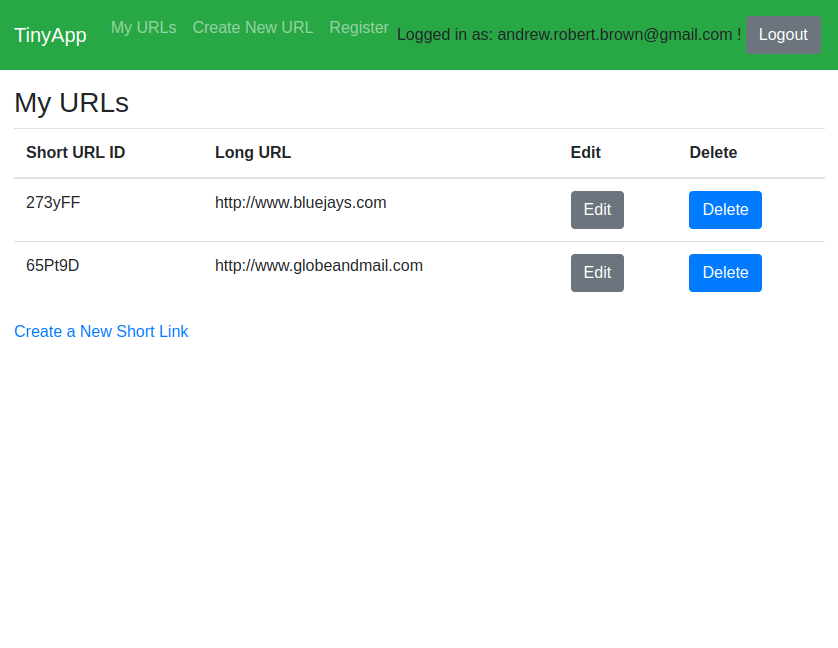 TinyApp My URLs Create New URL Register Logged in as: andrew.robert.brown@gmail.com ! Logout
My URLs
Short URL ID Long URL Edit Delete
273yFF http://www.bluejays.com Edit Delete
65Pt9D http://www.globeandmail.com Edit Delete
Create a New Short Link